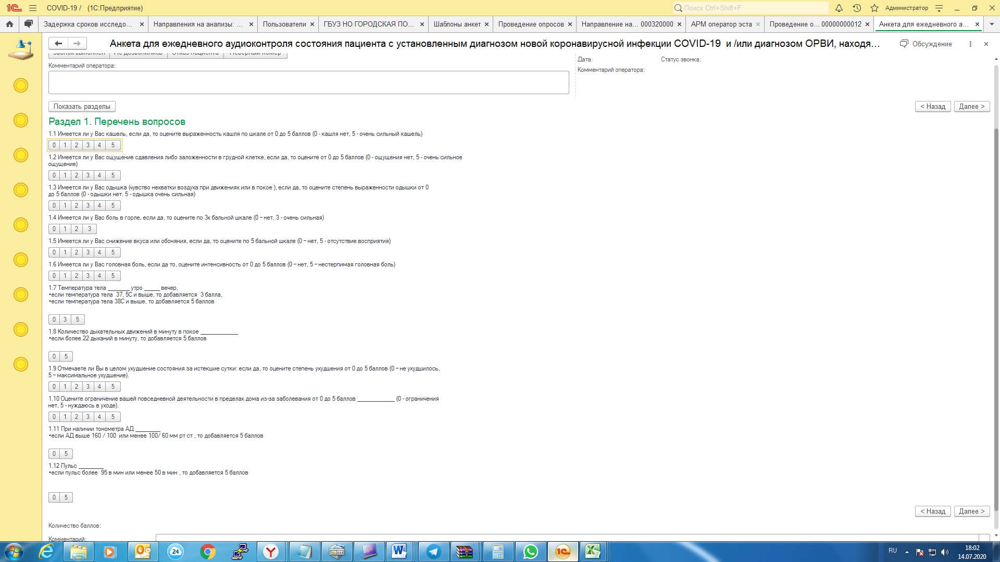 COVID-19 / (1С:Предприятие)
Поиск Ctrl+Shift+F
Администратор
Задержка сроков исследо...
Направления на анализы: ...
Пользователи
ГБУЗ НО ГОРОДСКАЯ ПО...
Шаблоны анкет
Проведение опросов
Направление на... 000320000
АРМ оператор эста
Проведение о... 00000000012
Анкета для ежедневного а...
Анкета для ежедневного аудиоконтроля состояния пациента с установленным диагнозом новой коронавирусной инфекции COVID-19 и /или диагнозом ОРВИ, находя...
Обсуждение
Звонок выполнен
Не дозвонились
Отказ пациента
Неверный номер
Дата:
Статус звонка:
Комментарий оператора:
Комментарий оператора:
Показать разделы
< Назад
Далее >
Раздел 1. Перечень вопросов
1.1 Имеется ли у Вас кашель, если да, то оцените выраженность кашля по шкале от 0 до 5 баллов (0 - кашля нет, 5 - очень сильный кашель)
0 1 2 3 4 5
1.2 Имеется ли у Вас ощущение сдавления либо заложенности в грудной клетке, если да, то оцените от 0 до 5 баллов (0 - ощущения нет, 5 - очень сильное
ощущение)
0 1 2 3 4 5
1.3 Имеется ли у Вас одышка (чувство нехватки воздуха при движениях или в покое ), если да, то оцените степень выраженности одышки от 0
до 5 баллов (0 - одышки нет, 5 - одышка очень сильная)
0 1 2 3 4 5
1.4 Имеется ли у Вас боль в горле, если да, то оцените по 3х бальной шкале (0 – нет, 3 - очень сильная)
0 1 2 3
1.5 Имеется ли у Вас снижение вкуса или обоняния, если да, то оцените по 5 бальной шкале (0 – нет, 5 - отсутствие восприятия)
0 1 2 3 4 5
1.6 Имеется ли у Вас головная боль, если да то, оцените интенсивность от 0 до 5 баллов (0 – нет, 5 – нестерпимая головная боль)
0 1 2 3 4 5
1.7 Температура тела _______ утро _____ вечер,
•если температура тела 37, 5С и выше, то добавляется 3 балла,
•если температура тела 38С и выше, то добавляется 5 баллов
0 3 5
1.8 Количество дыхательных движений в минуту в покое ____________
•если более 22 дыханий в минуту, то добавляется 5 баллов
0 5
1.9 Отмечаете ли Вы в целом ухудшение состояния за истекшие сутки: если да, то оцените степень ухудшения от 0 до 5 баллов (0 – не ухудшилось,
5 – максимальное ухудшение).
0 1 2 3 4 5
1.10 Оцените ограничение вашей повседневной деятельности в пределах дома из-за заболевания от 0 до 5 баллов ____________ (0 - ограничения
нет, 5 - нуждаюсь в уходе).
0 1 2 3 4 5
1.11 При наличии тонометра АД ________
•если АД выше 160 / 100 или менее 100/ 60 мм рт ст , то добавляется 5 баллов
0 5
1.12 Пульс ________
•если пульс более 95 в мин или менее 50 в мин , то добавляется 5 баллов
0 5
< Назад
Далее >
Количество баллов:
Комментарий:
24
RU
18:02
14.07.2020